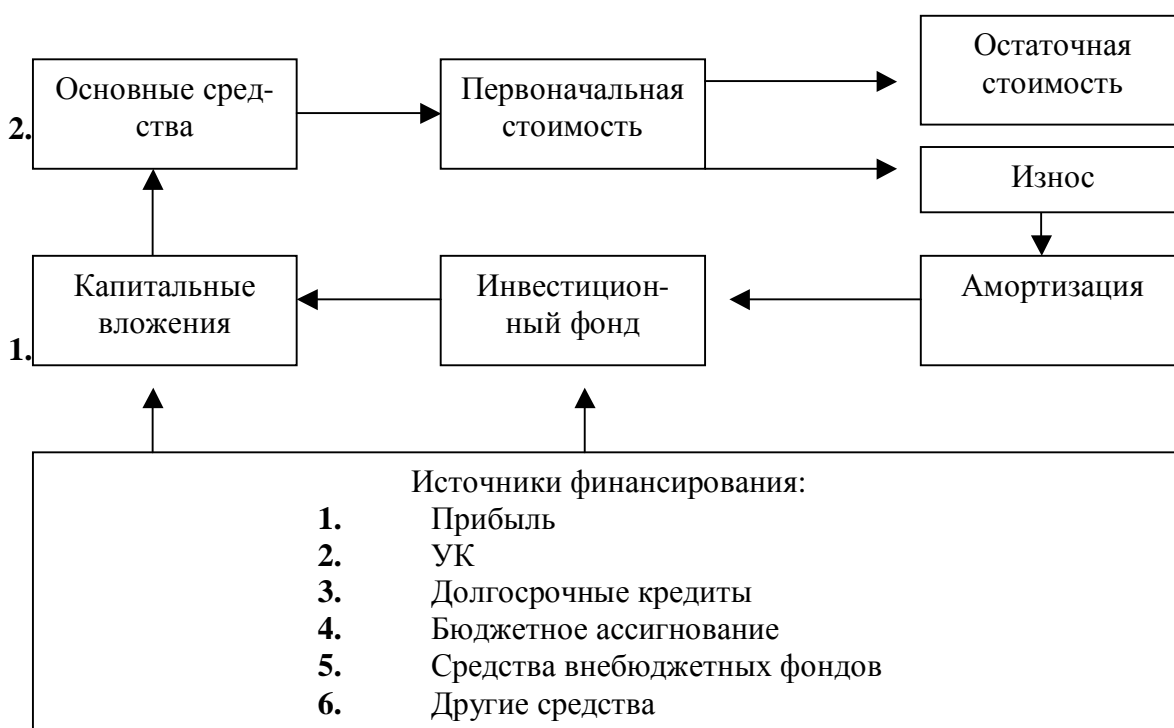 Основные сред-
ства
Первоначальная
стоимость
Остаточная
стоимость
2.
Износ
Капитальные
вложения
Инвестицион-
ный фонд
Амортизация
1.
Источники финансирования:
1. Прибыль
2. УК
3. Долгосрочные кредиты
4. Бюджетное ассигнование
5. Средства внебюджетных фондов
6. Другие средства